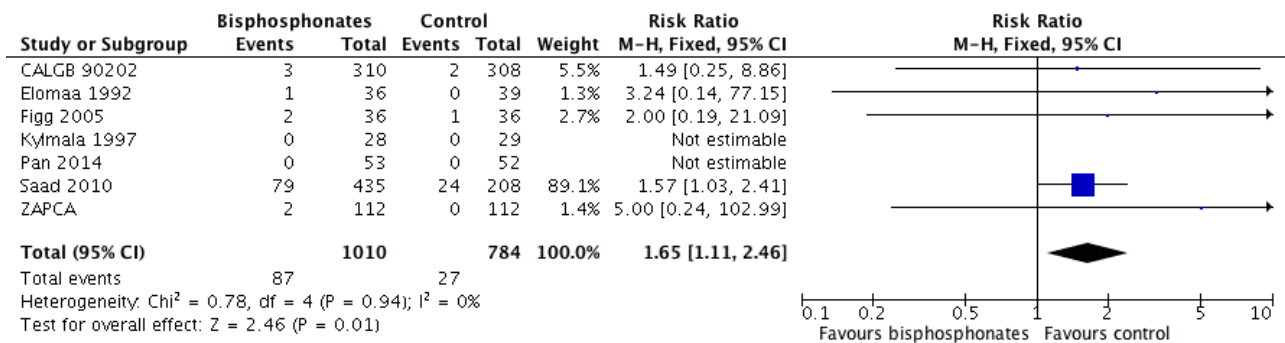 Bisphosphonates Control Risk Ratio Risk Ratio
Study or Subgroup Events Total Events Total Weight M-H, Fixed, 95% CI M-H, Fixed, 95% CI
CALGB 90202 3 310 2 308 5.5% 1.49 [0.25, 8.86]
Elomaa 1992 1 36 0 39 1.3% 3.24 [0.14, 77.15]
Figg 2005 2 36 1 36 2.7% 2.00 [0.19, 21.09]
Kylmala 1997 0 28 0 29 Not estimable
Pan 2014 0 53 0 52 Not estimable
Saad 2010 79 435 24 208 89.1% 1.57 [1.03, 2.41]
ZAPCA 2 112 0 112 1.4% 5.00 [0.24, 102.99]
Total (95% CI) 1010 784 100.0% 1.65 [1.11, 2.46]
Total events 87 27
Heterogeneity: Chi² = 0.78, df = 4 (P = 0.94); I² = 0%
Test for overall effect: Z = 2.46 (P = 0.01)
0.1 0.2 0.5 1 2 5 10
Favours bisphosphonates Favours control